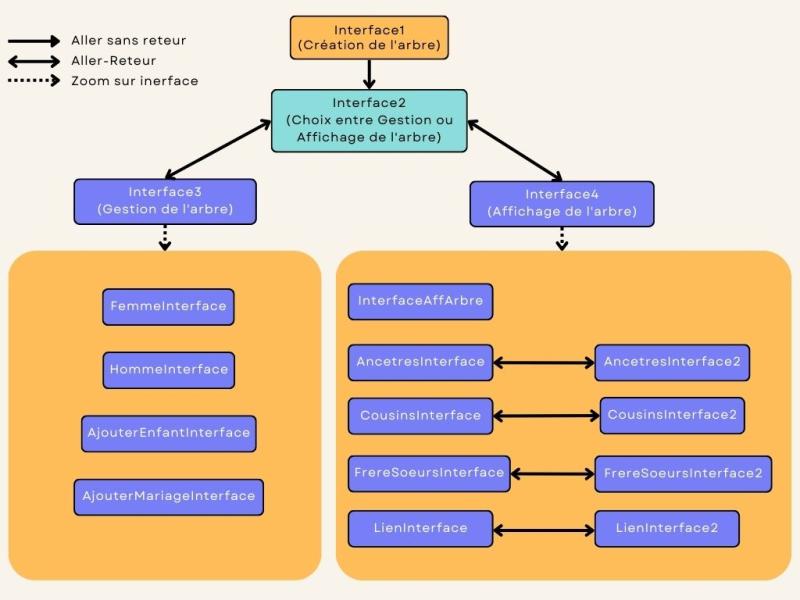 Aller sans reteur
Aller-Reteur
Zoom sur inerface
Interface1
(Création de l'arbre)
Interface2
(Choix entre Gestion ou
Affichage de l'arbre)
Interface3
(Gestion de l'arbre)
Interface4
(Affichage de l'arbre)
FemmeInterface
HommeInterface
AjouterEnfantInterface
AjouterMariageInterface
InterfaceAffArbre
AncetresInterface
AncetresInterface2
CousinsInterface
CousinsInterface2
FrereSoeursInterface
FrereSoeursInterface2
LienInterface
LienInterface2